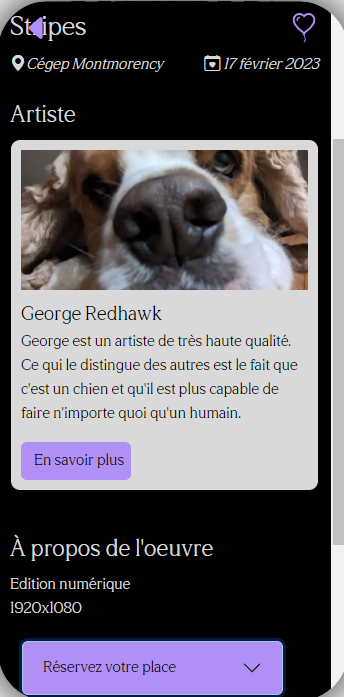 Stripes
Cégep Montmorency 17 février 2023
Artiste
George Redhawk
George est un artiste de très haute qualité.
Ce qui le distingue des autres est le fait que
c'est un chien et qu'il est plus capable de
faire n'importe quoi qu'un humain.
En savoir plus
À propos de l'oeuvre
Edition numérique
1920x1080
Réservez votre place